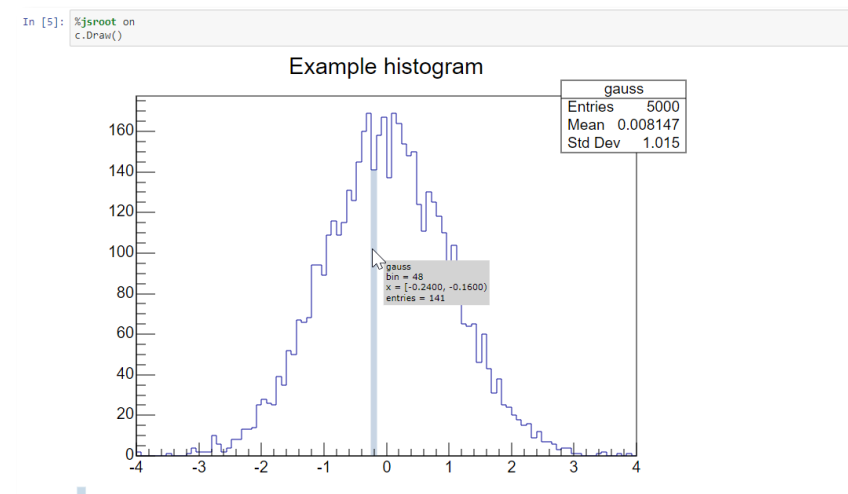 In [5]: %jsroot on
c.Draw()
Example histogram
gauss
Entries 5000
Mean 0.008147
Std Dev 1.015
160
140
120
100
80
60
40
20
0
gauss
bin = 48
x = [-0.2400, -0.1600)
entries = 141
-4 -3 -2 -1 0 1 2 3 4